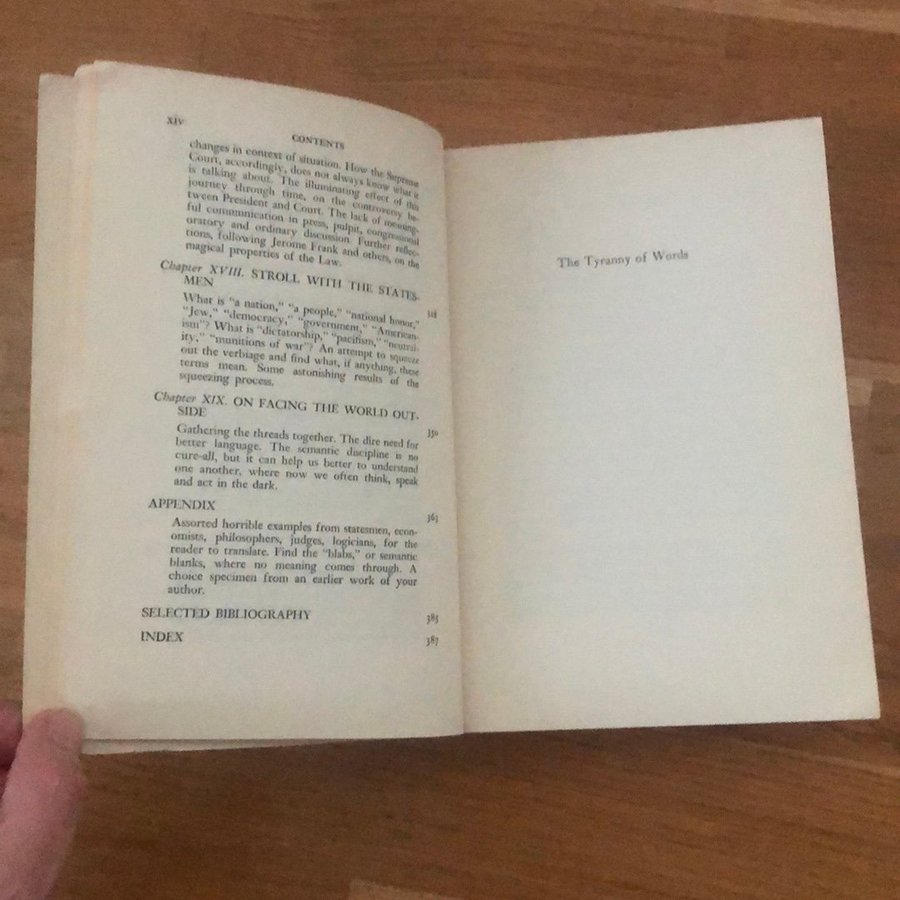 XIV
CONTENTS
changes in context of situation. How the Supreme
Court, accordingly, does not always know what it
is talking about. The illuminating effect of this
journey through time, on the controversy be-
tween President and Court. The lack of meaning-
ful communication in press, pulpit, congressional
oratory and ordinary discussion. Further reflec-
tions, following Jerome Frank and others, on the
magical properties of the Law.
Chapter XVIII. STROLL WITH THE STATES-
MEN 328
What is "a nation," "a people," "national honor,"
"Jew," "democracy," "government," "American-
ism"? What is "dictatorship," "pacifism," "neutral-
ity," "munitions of war"? An attempt to squeeze
out the verbiage and find what, if anything, these
terms mean. Some astonishing results of the
squeezing process.
Chapter XIX. ON FACING THE WORLD OUT-
SIDE 350
Gathering the threads together. The dire need for
better language. The semantic discipline is no
cure-all, but it can help us better to understand
one another, where now we often think, speak
and act in the dark.
APPENDIX 363
Assorted horrible examples from statesmen, econ-
omists, philosophers, judges, logicians, for the
reader to translate. Find the "blabs," or semantic
blanks, where no meaning comes through. A
choice specimen from an earlier work of your
author.
SELECTED BIBLIOGRAPHY 385
INDEX 387
The Tyranny of Words